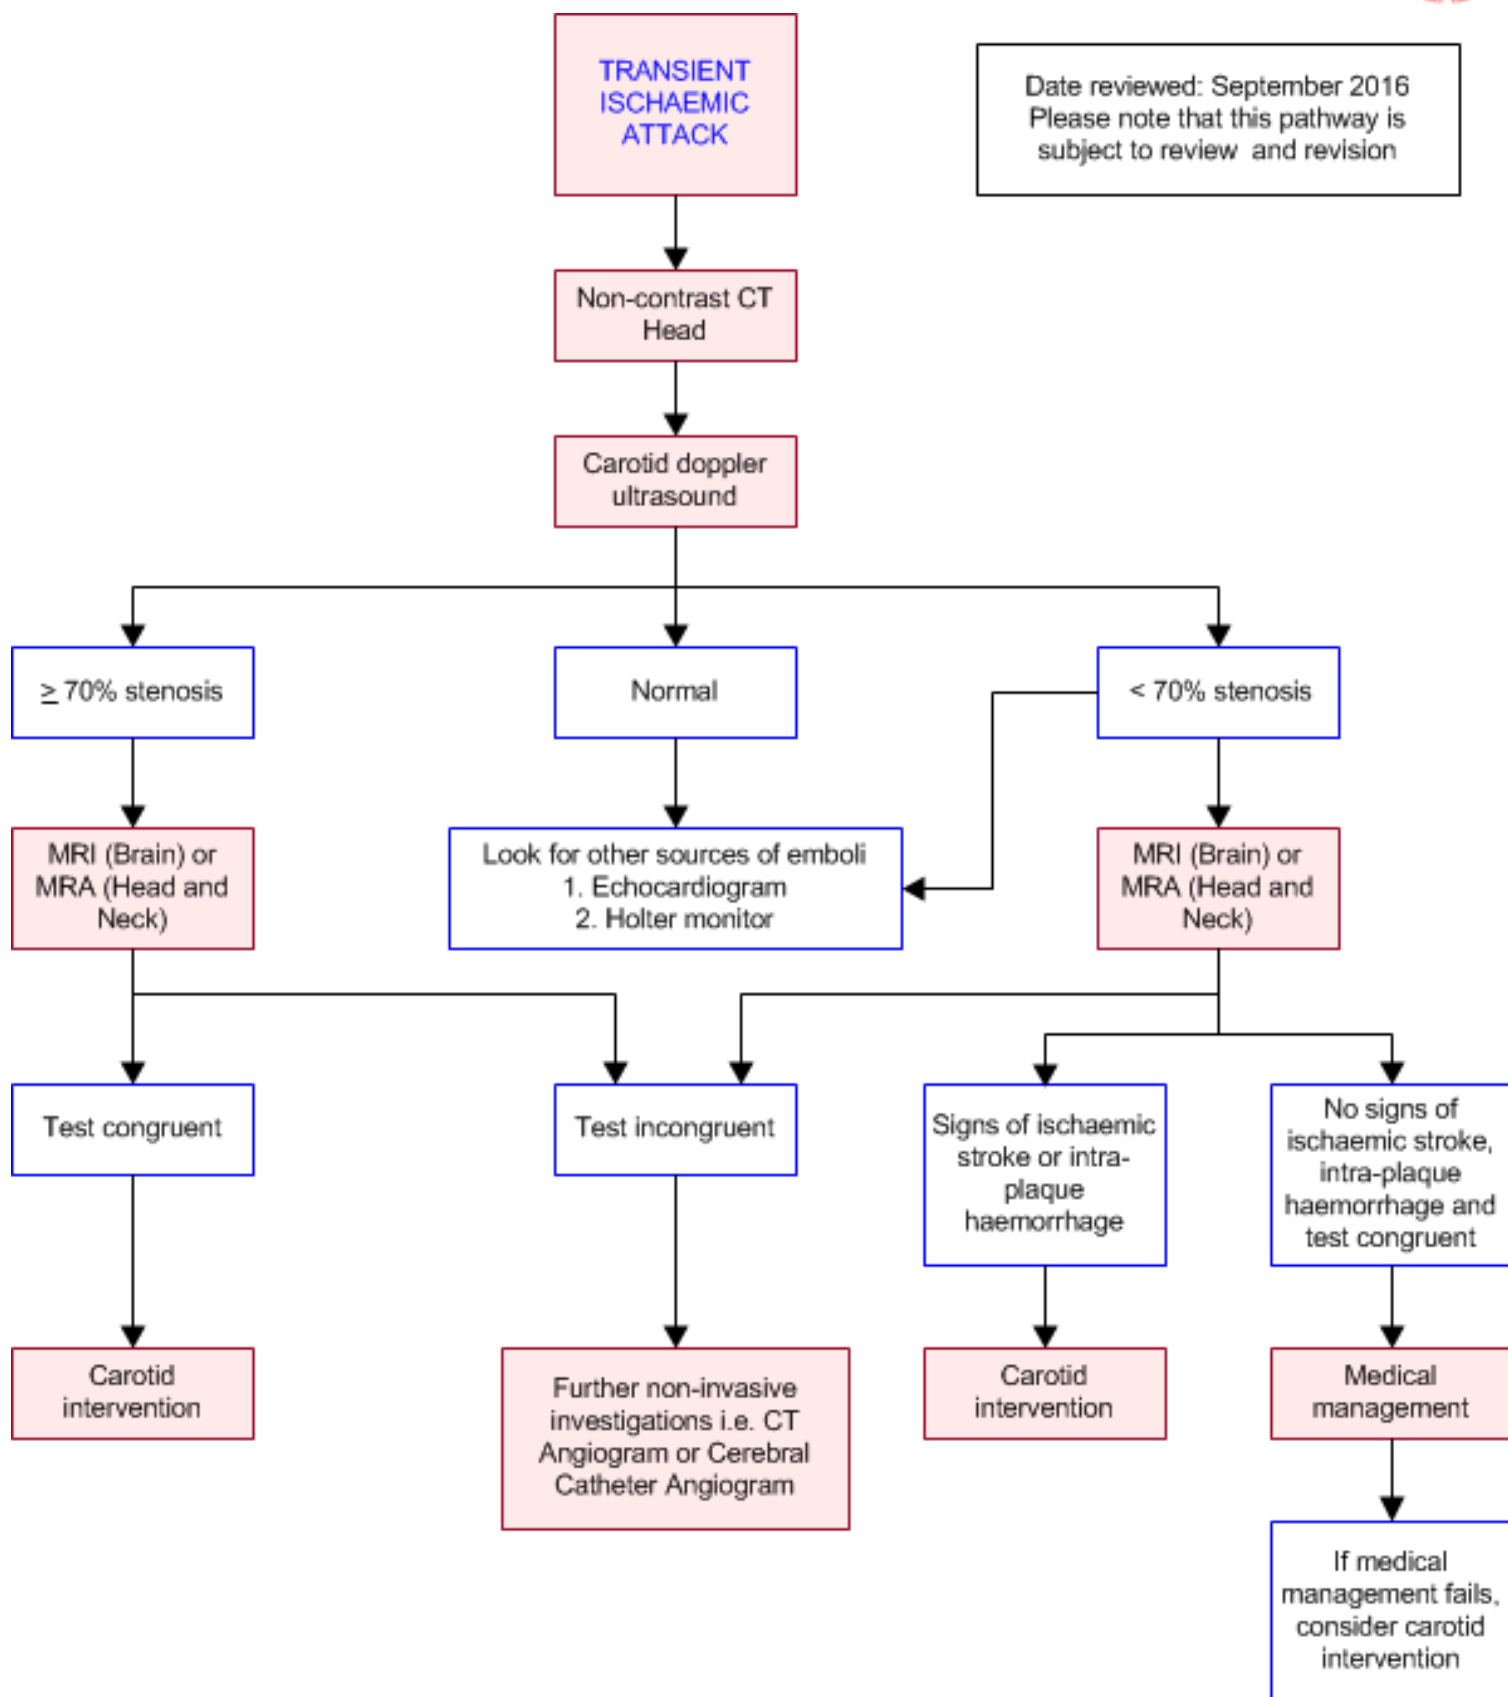 TRANSIENT
ISCHAEMIC
ATTACK
Date reviewed: September 2016
Please note that this pathway is
subject to review and revision
Non-contrast CT
Head
Carotid doppler
ultrasound
≥ 70% stenosis
Normal
< 70% stenosis
MRI (Brain) or
MRA (Head and
Neck)
Look for other sources of emboli
1. Echocardiogram
2. Holter monitor
MRI (Brain) or
MRA (Head and
Neck)
Test congruent
Test incongruent
Signs of ischaemic
stroke or intra-
plaque
haemorrhage
No signs of
ischaemic stroke,
intra-plaque
haemorrhage and
test congruent
Carotid
intervention
Further non-invasive
investigations i.e. CT
Angiogram or Cerebral
Catheter Angiogram
Carotid
intervention
Medical
management
If medical
management fails,
consider carotid
intervention